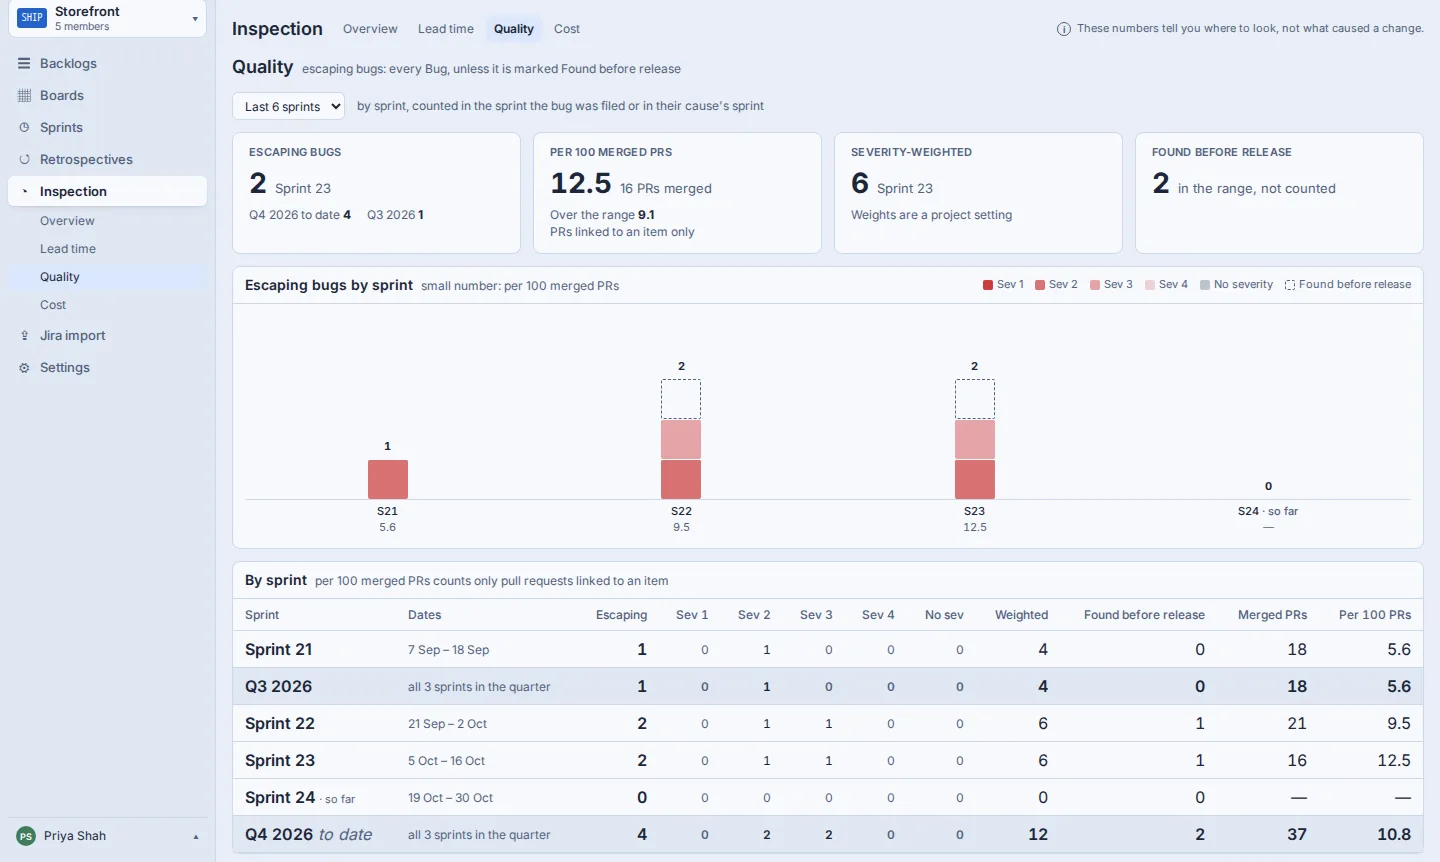 SHIP
Storefront
5 members
Backlogs
Boards
Sprints
Retrospectives
Inspection
Overview
Lead time
Quality
Cost
Jira import
Settings
PS Priya Shah
Inspection Overview Lead time Quality Cost
These numbers tell you where to look, not what caused a change.
Quality escaping bugs: every Bug, unless it is marked Found before release
Last 6 sprints by sprint, counted in the sprint the bug was filed or in their cause's sprint
ESCAPING BUGS
2 Sprint 23
Q4 2026 to date 4 Q3 2026 1
PER 100 MERGED PRS
12.5 16 PRs merged
Over the range 9.1
PRs linked to an item only
SEVERITY-WEIGHTED
6 Sprint 23
Weights are a project setting
FOUND BEFORE RELEASE
2 in the range, not counted
Escaping bugs by sprint small number: per 100 merged PRs
Sev 1 Sev 2 Sev 3 Sev 4 No severity Found before release
1 2 2 0
S21 S22 S23 S24 · so far
5.6 9.5 12.5 —
By sprint per 100 merged PRs counts only pull requests linked to an item
Sprint Dates Escaping Sev 1 Sev 2 Sev 3 Sev 4 No sev Weighted Found before release Merged PRs Per 100 PRs
Sprint 21 7 Sep – 18 Sep 1 0 1 0 0 0 4 0 18 5.6
Q3 2026 all 3 sprints in the quarter 1 0 1 0 0 0 4 0 18 5.6
Sprint 22 21 Sep – 2 Oct 2 0 1 1 0 0 6 1 21 9.5
Sprint 23 5 Oct – 16 Oct 2 0 1 1 0 0 6 1 16 12.5
Sprint 24 · so far 19 Oct – 30 Oct 0 0 0 0 0 0 0 0 — —
Q4 2026 to date all 3 sprints in the quarter 4 0 2 2 0 0 12 2 37 10.8